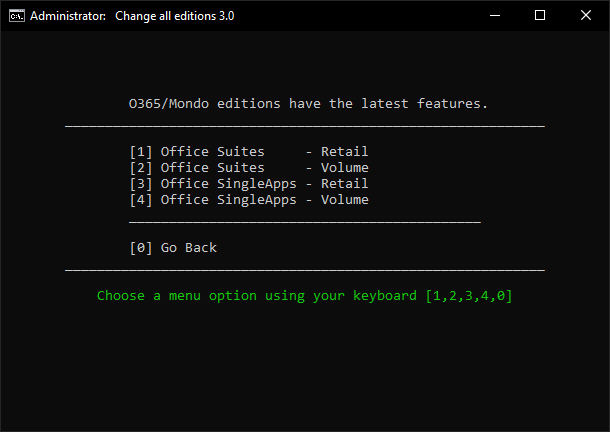 Administrator: Change all editions 3.0
O365/Mondo editions have the latest features.
[1] Office Suites - Retail
[2] Office Suites - Volume
[3] Office SingleApps - Retail
[4] Office SingleApps - Volume
[0] Go Back
Choose a menu option using your keyboard [1,2,3,4,0]